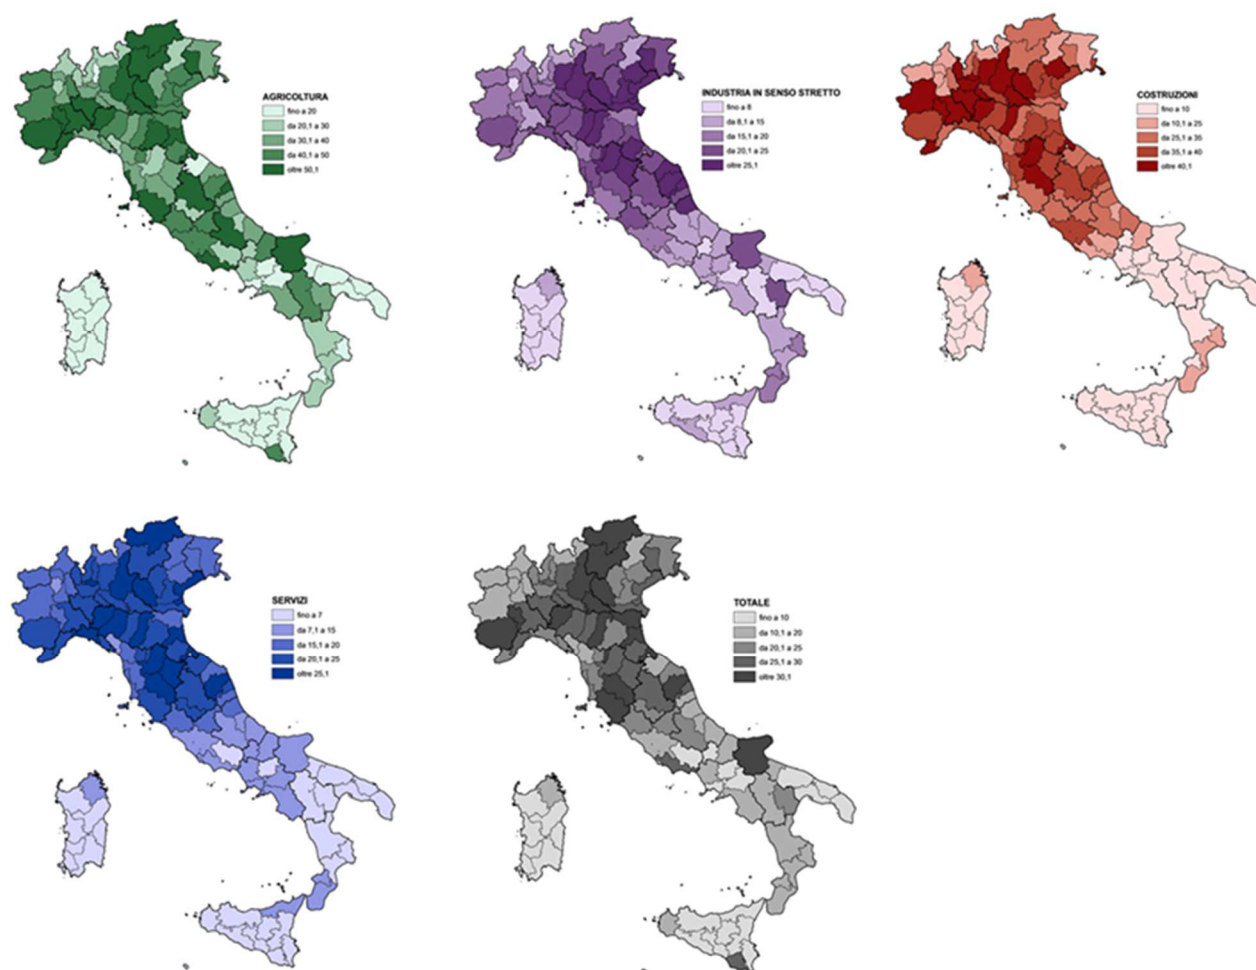 AGRICOLTURA
fino a 20
da 20,1 a 30
da 30,1 a 40
da 40,1 a 50
oltre 50,1
INDUSTRIA IN SENSO STRETTO
fino a 8
da 8,1 a 15
da 15,1 a 20
da 20,1 a 25
oltre 25,1
COSTRUZIONI
fino a 10
da 10,1 a 25
da 25,1 a 35
da 35,1 a 40
oltre 40,1
SERVIZI
fino a 7
da 7,1 a 15
da 15,1 a 20
da 20,1 a 25
oltre 25,1
TOTALE
fino a 10
da 10,1 a 20
da 20,1 a 25
da 25,1 a 30
oltre 30,1